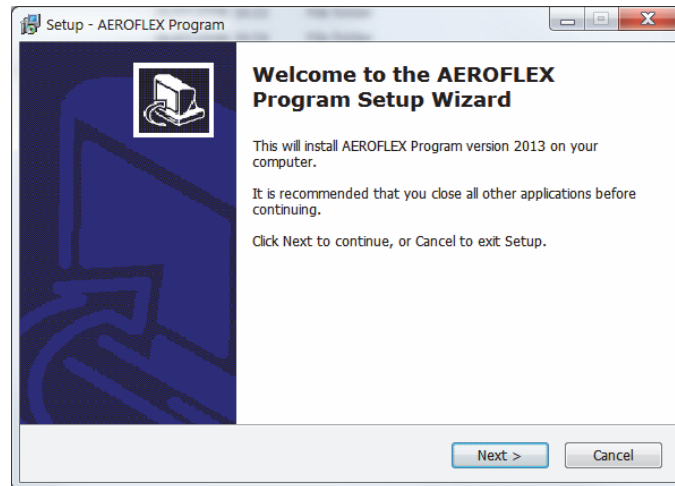 Setup - AEROFLEX Program
Welcome to the AEROFLEX
Program Setup Wizard
This will install AEROFLEX Program version 2013 on your
computer.
It is recommended that you close all other applications before
continuing.
Click Next to continue, or Cancel to exit Setup.
Next >
Cancel